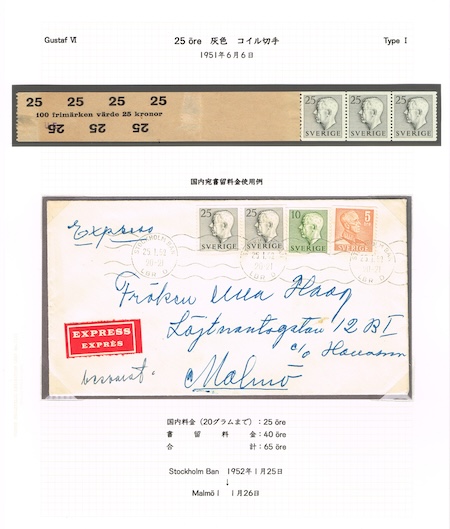 Gustaf Ⅵ 25 öre 灰色 コイル切手 Type Ⅰ
1951年6月6日
25 25 25 25
100 frimärken värde 25 kronor
25 25 25 25
25 25 25
SVERIGE SVERIGE SVERIGE
国内宛書留料金使用例
Express
25 25 10 5
SVERIGE SVERIGE SVERIGE SVERIGE
Fröken Haag
Löjtnantsgatan 12 B I
c/o
EXPRESS
EXPRÈS
Malmö
国内料金(20グラムまで):25 öre
書留料金:40 öre
合計:65 öre
Stockholm Ban 1952年1月25日
↓
Malmö 1 1月26日